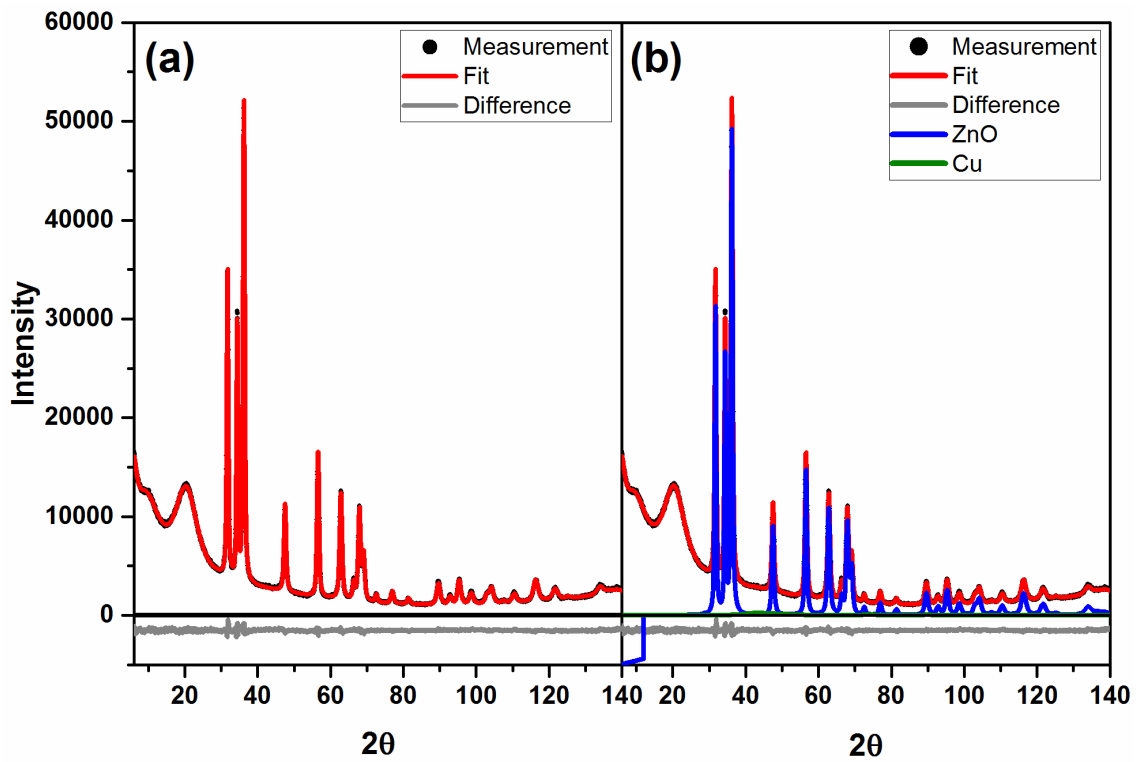 60000
50000
40000
30000
20000
10000
0
Intensity
(a)
Measurement
Fit
Difference
(b)
Measurement
Fit
Difference
ZnO
Cu
20 40 60 80 100 120 140
20 40 60 80 100 120 140
2θ
2θ